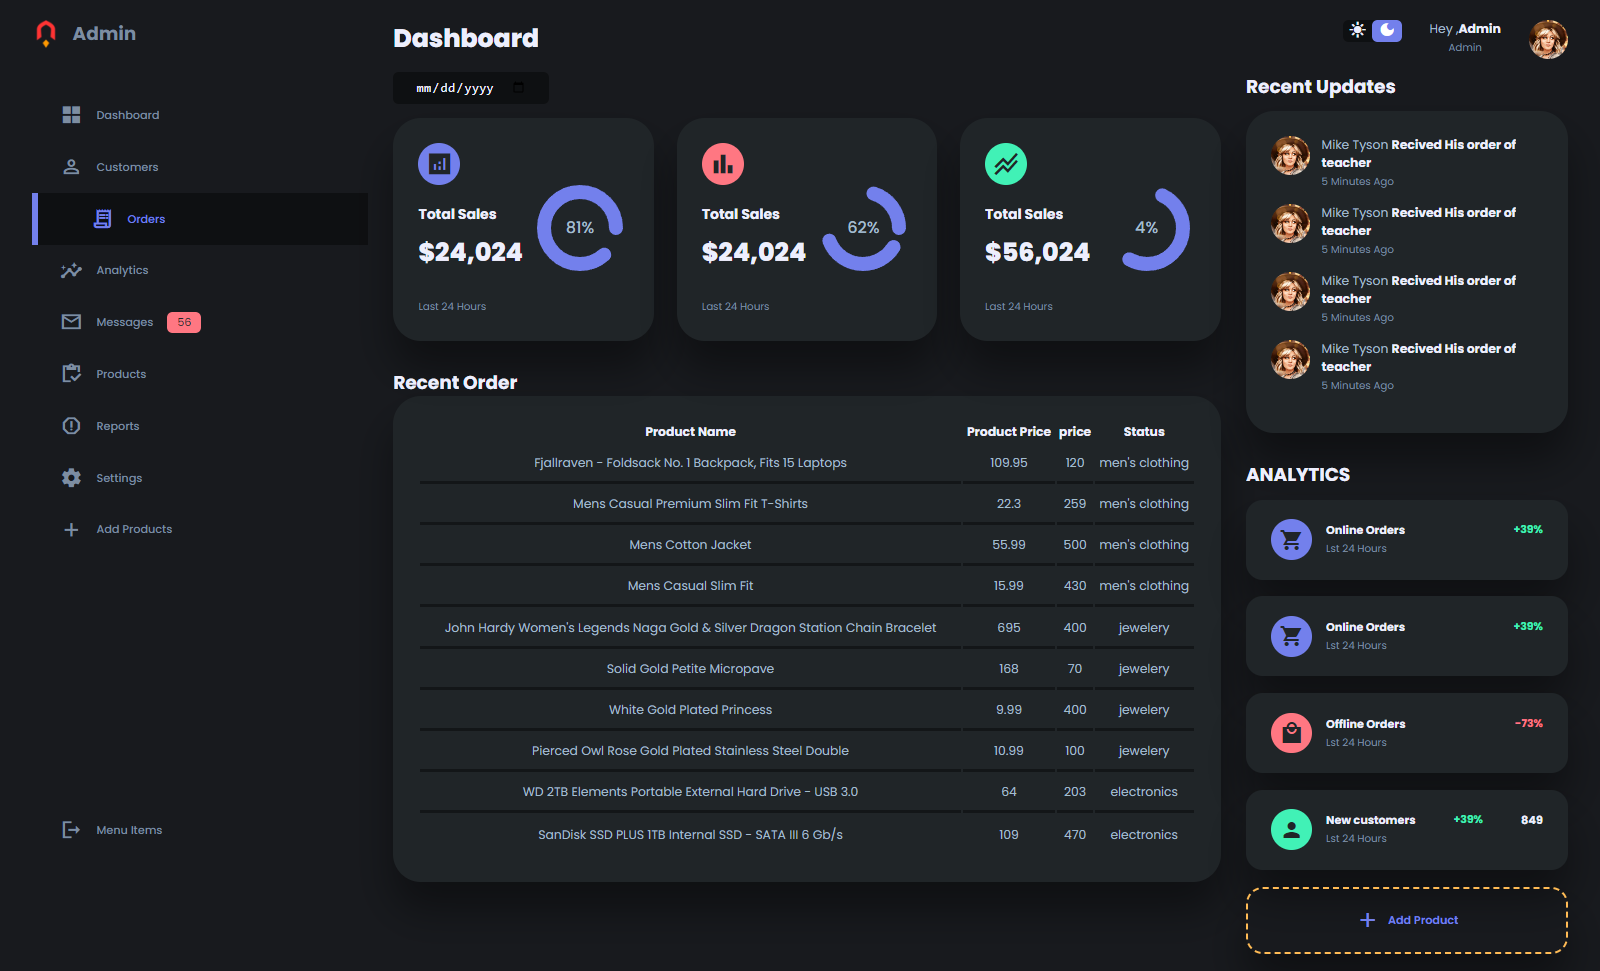 Admin
Dashboard
Customers
Orders
Analytics
Messages 56
Products
Reports
Settings
Add Products
Menu Items
Dashboard
mm/dd/yyyy
Total Sales
$24,024
81%
Last 24 Hours
Total Sales
$24,024
62%
Last 24 Hours
Total Sales
$56,024
4%
Last 24 Hours
Recent Order
Product Name Product Price price Status
Fjallraven - Foldsack No. 1 Backpack, Fits 15 Laptops 109.95 120 men's clothing
Mens Casual Premium Slim Fit T-Shirts 22.3 259 men's clothing
Mens Cotton Jacket 55.99 500 men's clothing
Mens Casual Slim Fit 15.99 430 men's clothing
John Hardy Women's Legends Naga Gold & Silver Dragon Station Chain Bracelet 695 400 jewelery
Solid Gold Petite Micropave 168 70 jewelery
White Gold Plated Princess 9.99 400 jewelery
Pierced Owl Rose Gold Plated Stainless Steel Double 10.99 100 jewelery
WD 2TB Elements Portable External Hard Drive - USB 3.0 64 203 electronics
SanDisk SSD PLUS 1TB Internal SSD - SATA III 6 Gb/s 109 470 electronics
Hey ,Admin
Admin
Recent Updates
Mike Tyson Recived His order of
teacher
5 Minutes Ago
Mike Tyson Recived His order of
teacher
5 Minutes Ago
Mike Tyson Recived His order of
teacher
5 Minutes Ago
Mike Tyson Recived His order of
teacher
5 Minutes Ago
ANALYTICS
Online Orders +39%
Lst 24 Hours
Online Orders +39%
Lst 24 Hours
Offline Orders -73%
Lst 24 Hours
New customers +39% 849
Lst 24 Hours
Add Product